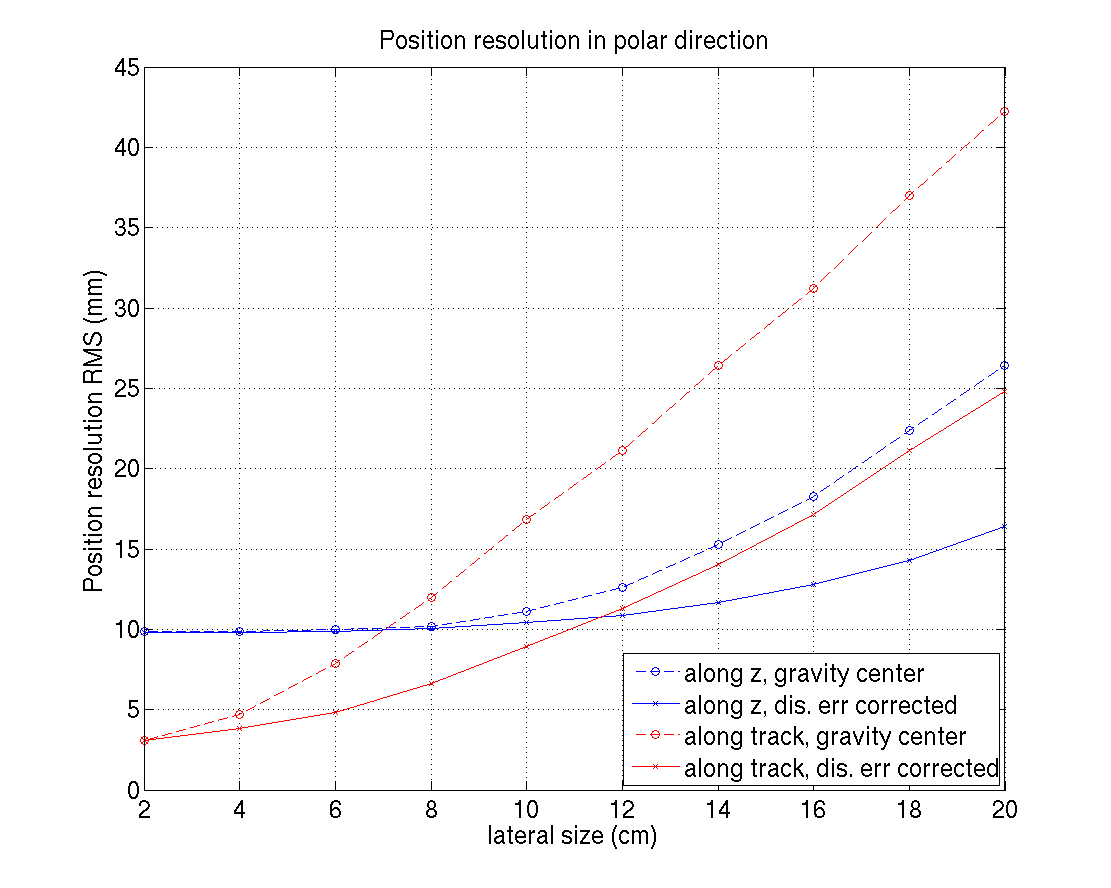 Position resolution in polar direction
45
40
35
30
25
20
15
10
5
0
Position resolution RMS (mm)
along z, gravity center
along z, dis. err corrected
along track, gravity center
along track, dis. err corrected
2 4 6 8 10 12 14 16 18 20
lateral size (cm)